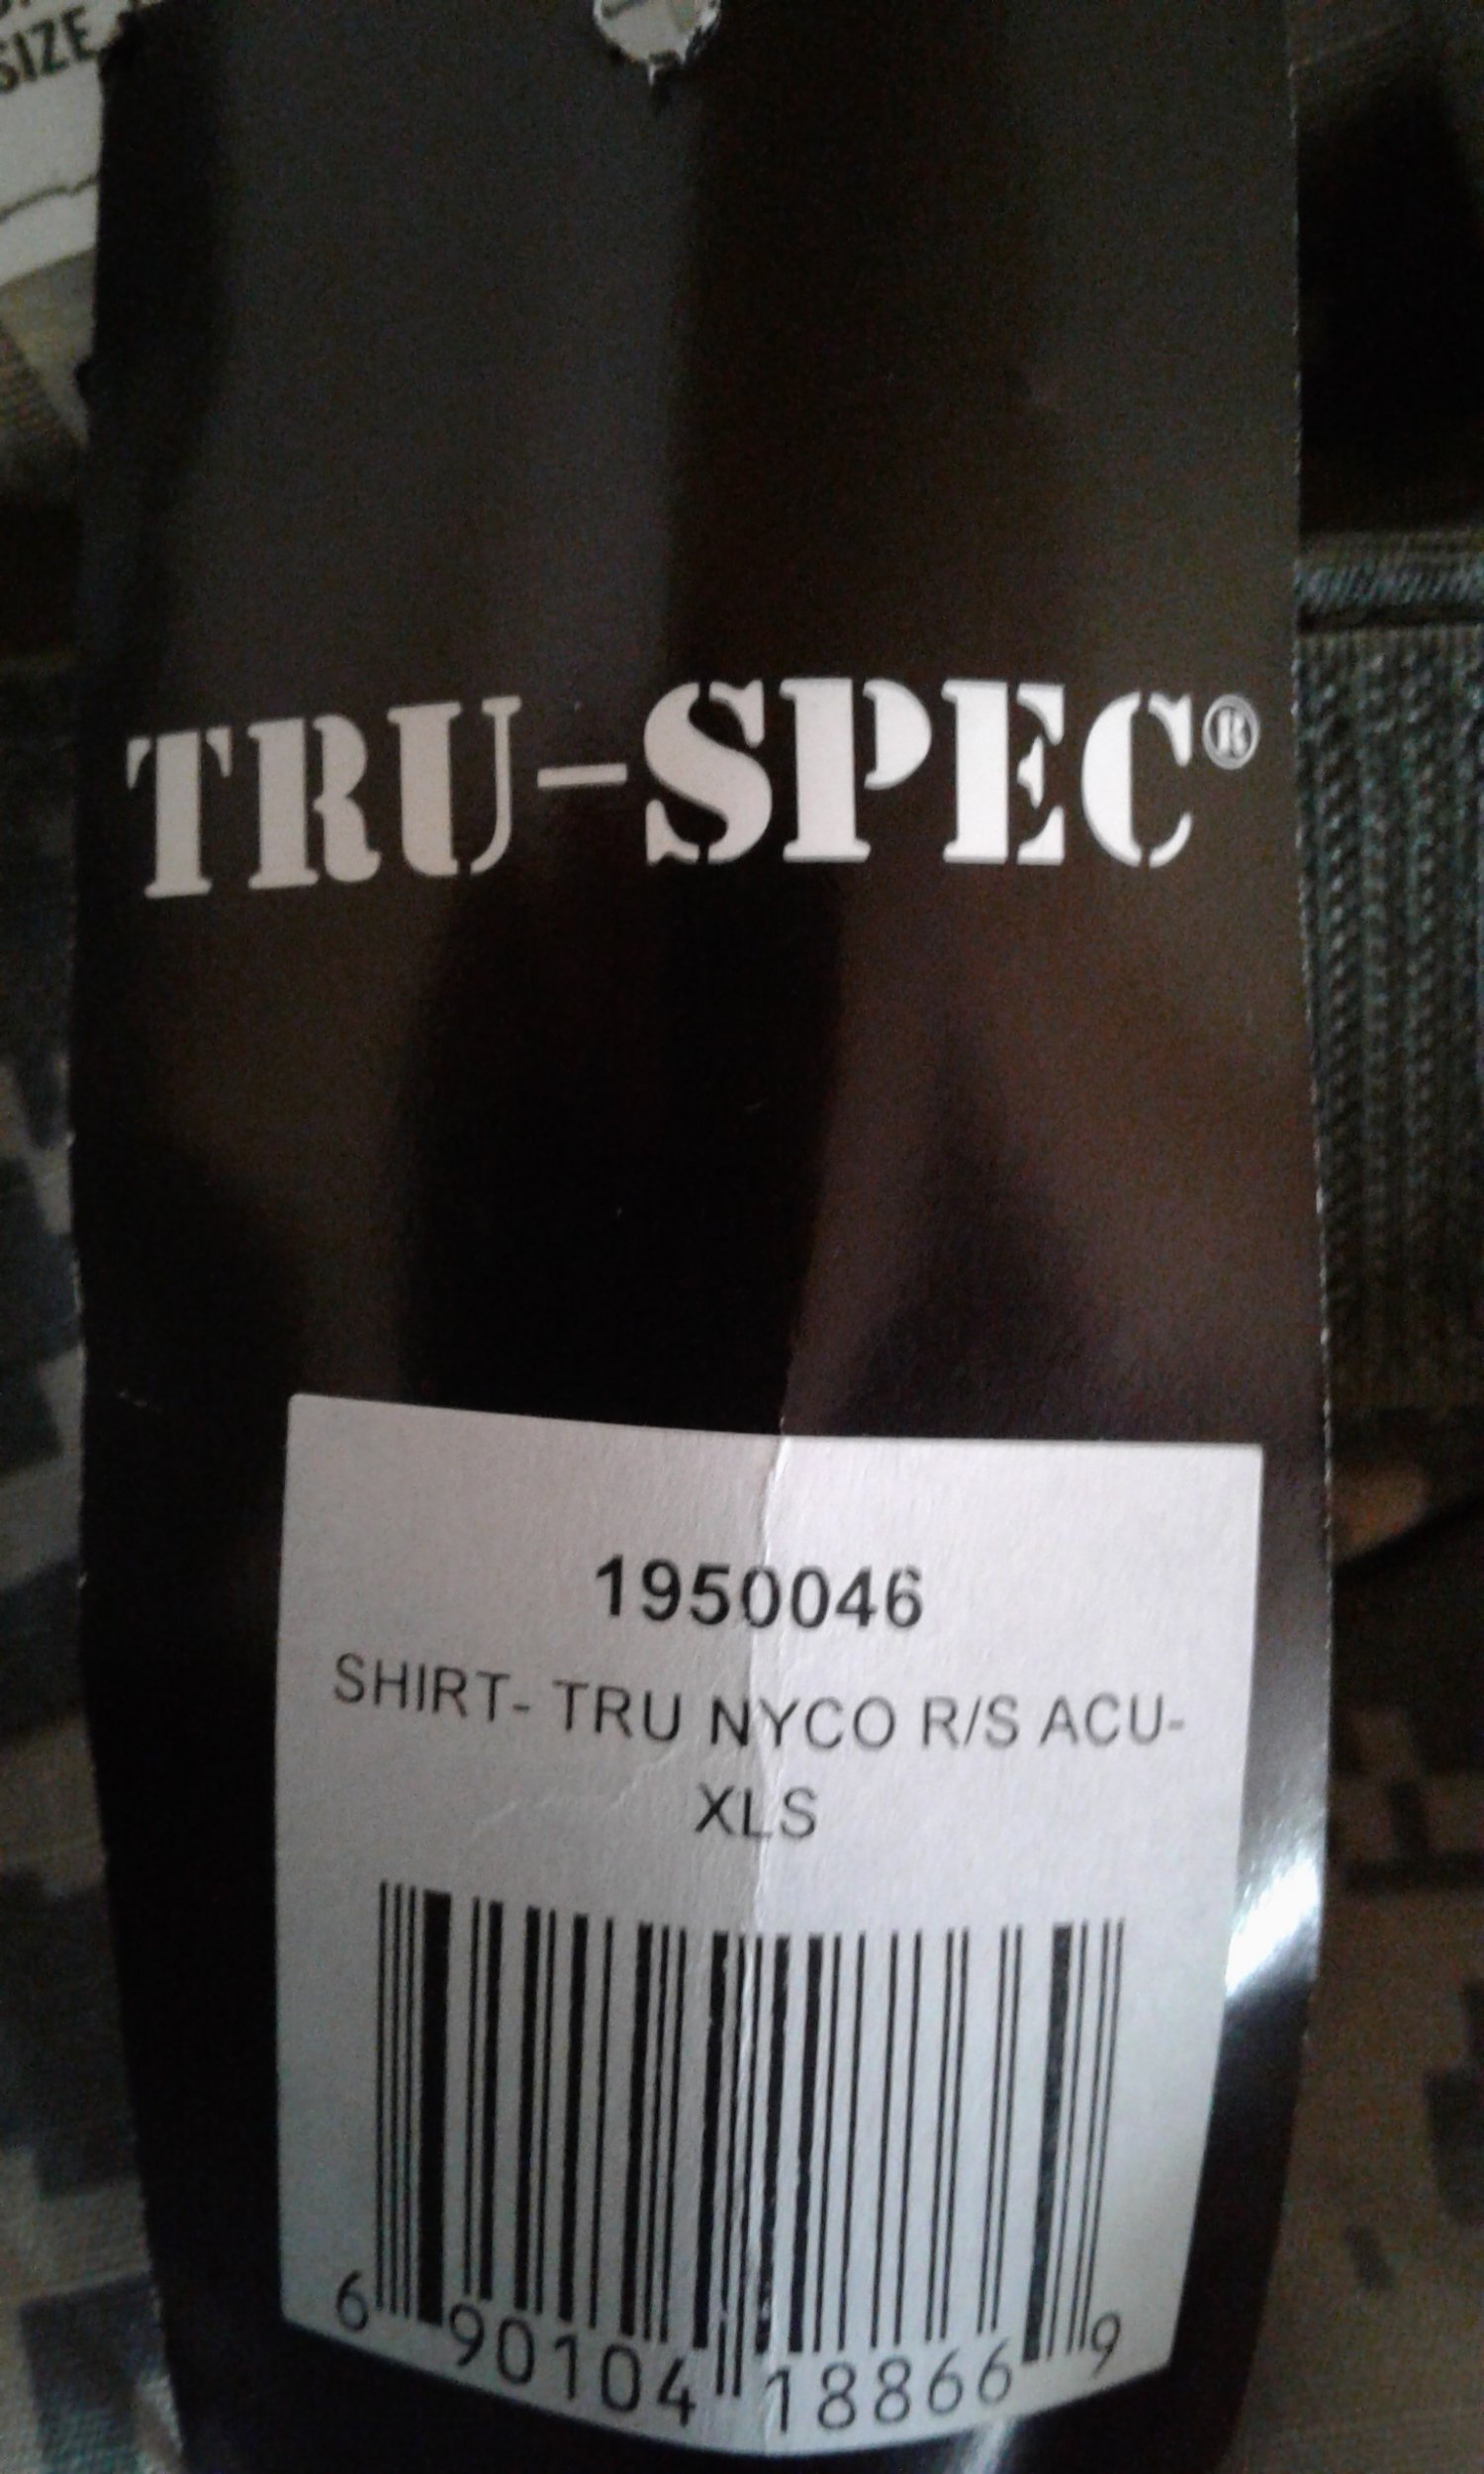 SIZE
TRU-SPEC®
1950046
SHIRT- TRU NYCO R/S ACU-
XLS
6 90104 18866 9